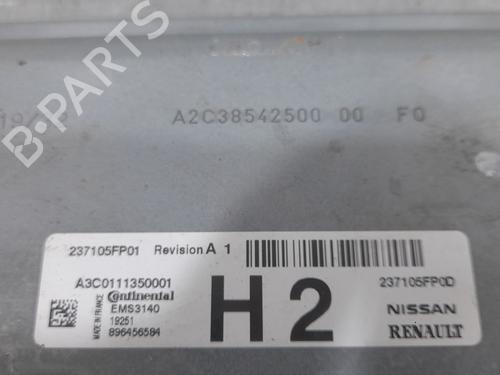 A2C38542500 00 F0
237105FP01 Revision A 1
A3C0111350001 237105FP0D
Continental
EMS3140 H2 NISSAN
MADE IN FRANCE 19251 RENAULT
896456584
B-PARTS